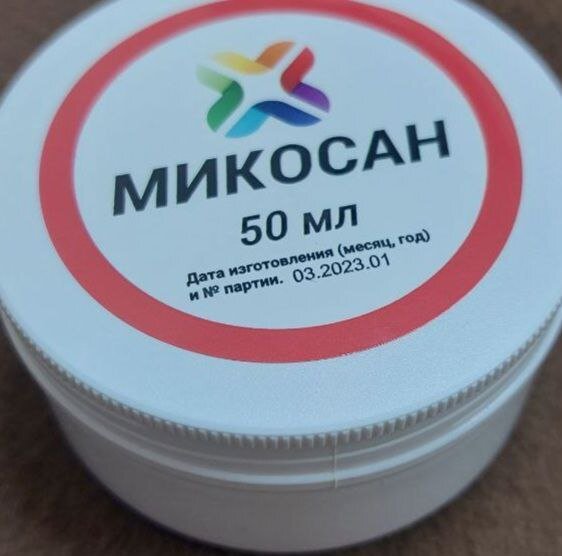 МИКОСАН
50 мл
Дата изготовления (месяц, год)
и № партии. 03.2023.01